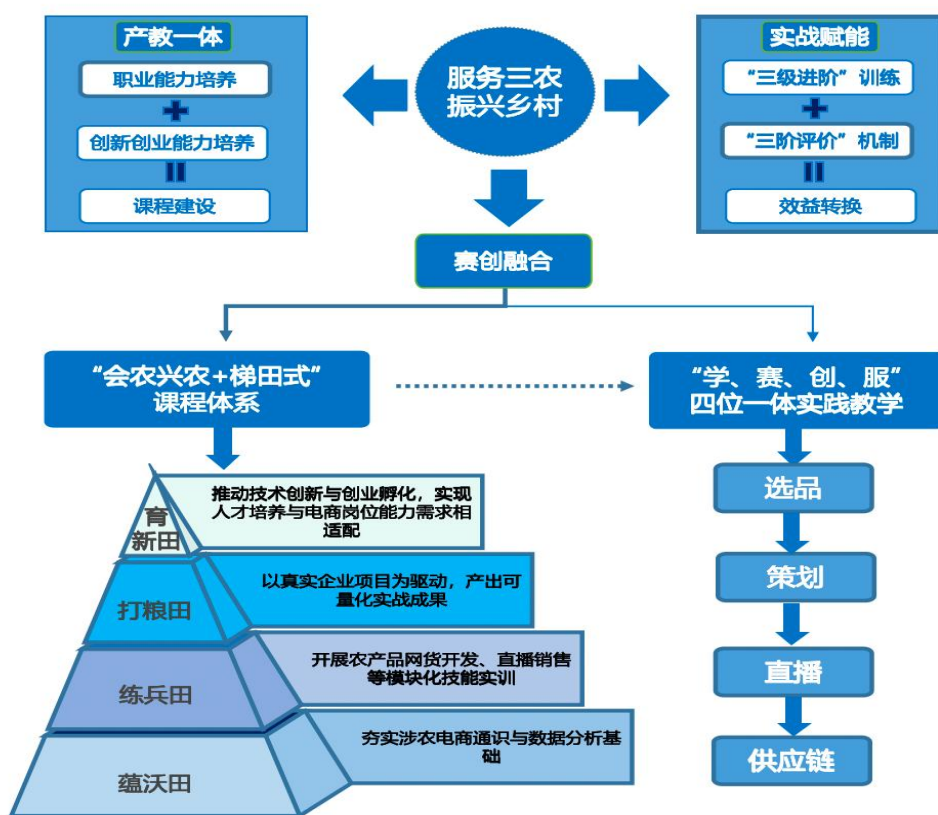 产教一体
职业能力培养
创新创业能力培养
课程建设
服务三农
振兴乡村
实战赋能
“三级进阶”训练
“三阶评价”机制
效益转换
赛创融合
“会农兴农+梯田式”
课程体系
“学、赛、创、服”
四位一体实践教学
育
新田
推动技术创新与创业孵化，实现
人才培养与电商岗位能力需求相
适配
打粮田
以真实企业项目为驱动，产出可
量化实战成果
练兵田
开展农产品网货开发、直播销售
等模块化技能实训
蕴沃田
夯实涉农电商通识与数据分析基
础
选品
策划
直播
供应链